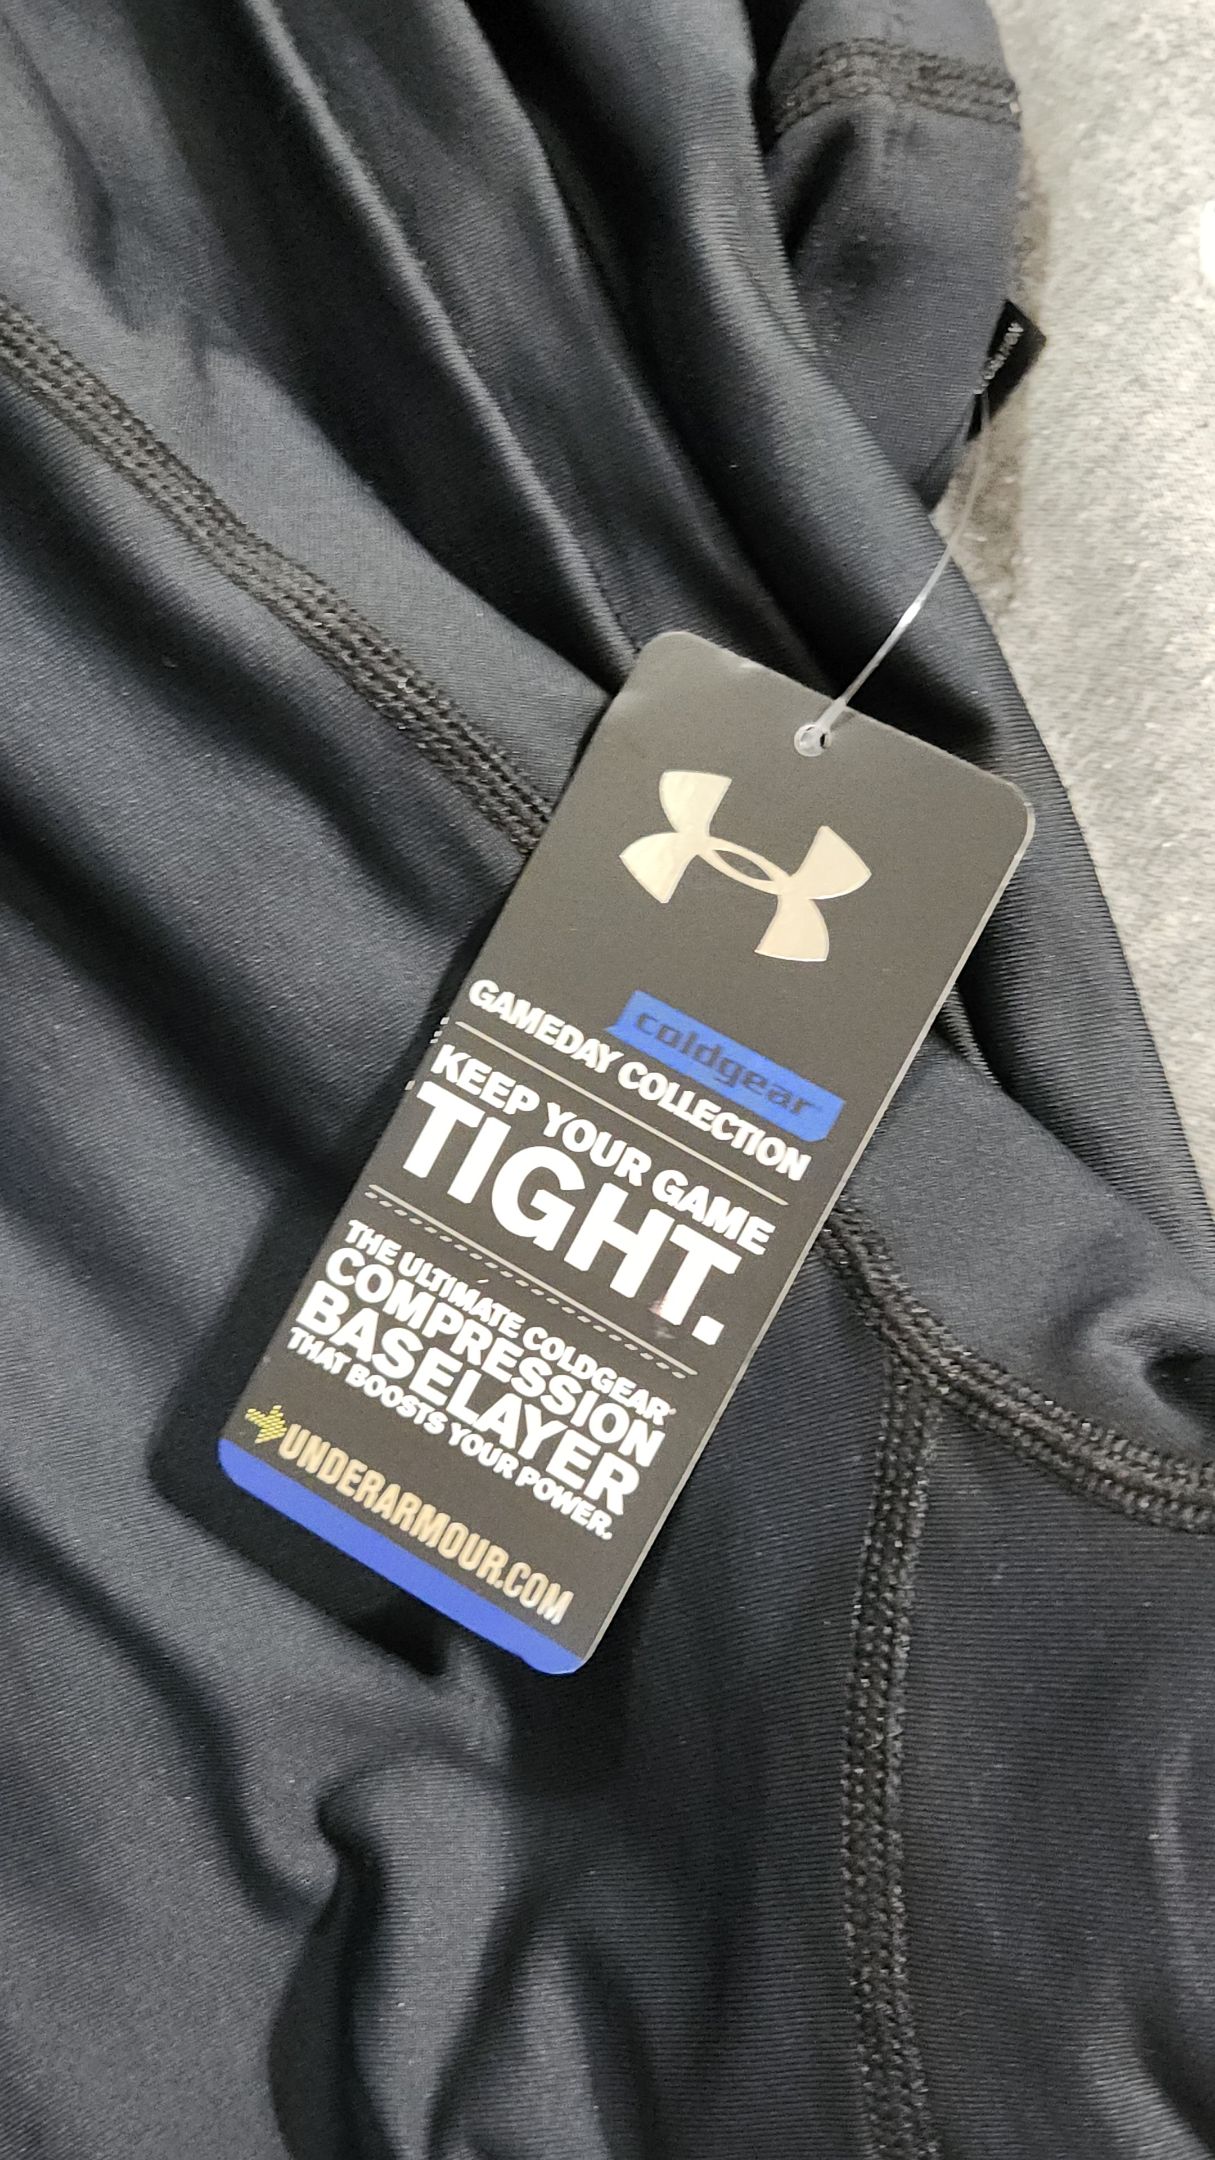 coldgear
GAMEDAY COLLECTION
KEEP YOUR GAME
TIGHT.
THE ULTIMATE COLDGEAR®
COMPRESSION
BASELAYER
THAT BOOSTS YOUR POWER.
UNDERARMOUR.COM